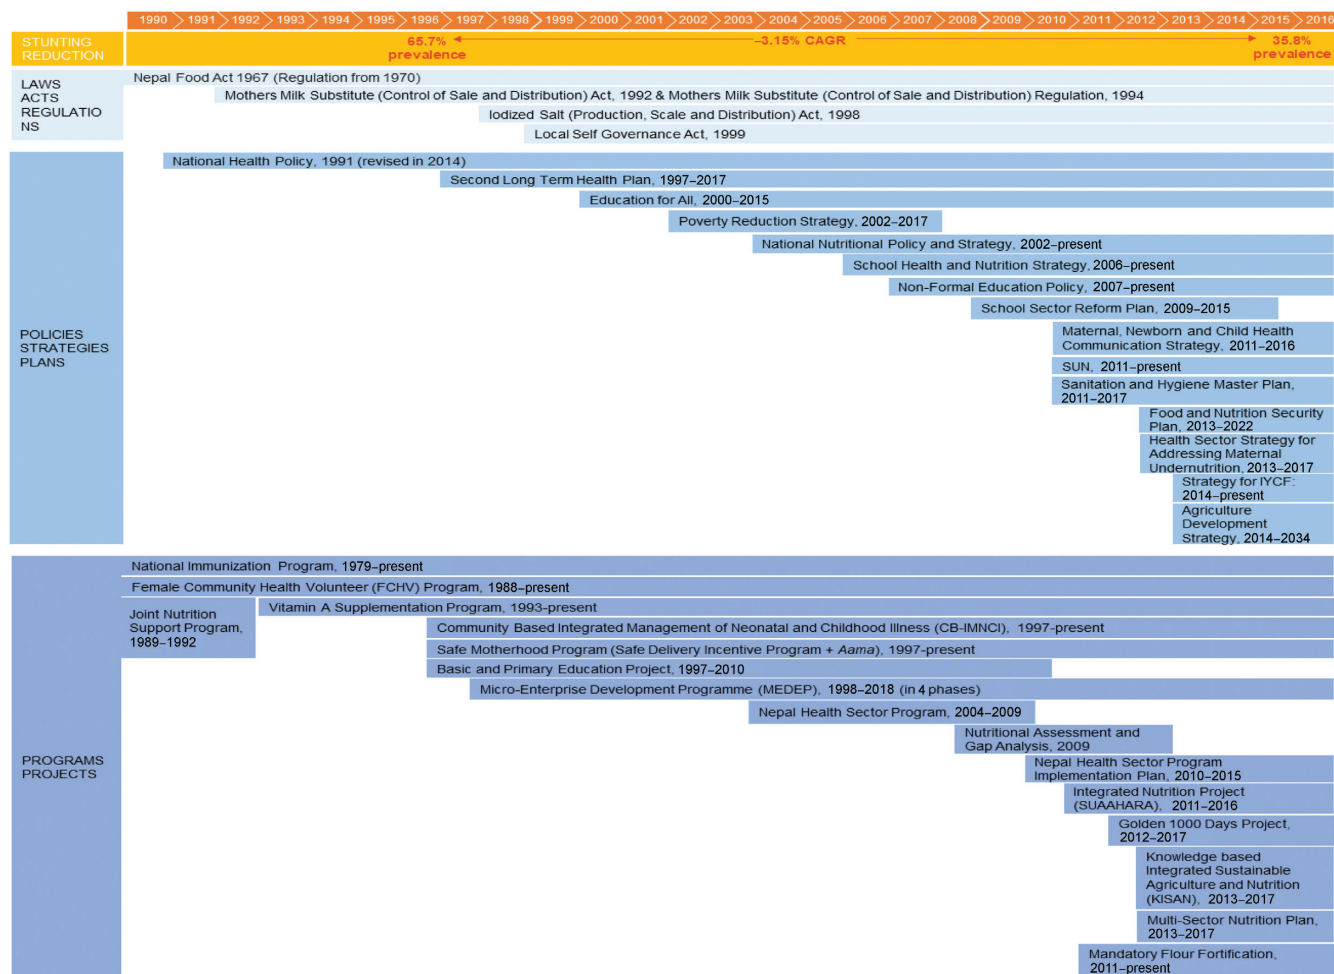 1990 1991 1992 1993 1994 1995 1996 1997 1998 1999 2000 2001 2002 2003 2004 2005 2006 2007 2008 2009 2010 2011 2012 2013 2014 2015 2016
STUNTING
REDUCTION
65.7%
prevalence
–3.15% CAGR
35.8%
prevalence
LAWS
ACTS
REGULATIO
NS
Nepal Food Act 1967 (Regulation from 1970)
Mothers Milk Substitute (Control of Sale and Distribution) Act, 1992 & Mothers Milk Substitute (Control of Sale and Distribution) Regulation, 1994
Iodized Salt (Production, Scale and Distribution) Act, 1998
Local Self Governance Act, 1999
POLICIES
STRATEGIES
PLANS
National Health Policy, 1991 (revised in 2014)
Second Long Term Health Plan, 1997–2017
Education for All, 2000–2015
Poverty Reduction Strategy, 2002–2017
National Nutritional Policy and Strategy, 2002–present
School Health and Nutrition Strategy, 2006–present
Non-Formal Education Policy, 2007–present
School Sector Reform Plan, 2009–2015
Maternal, Newborn and Child Health
Communication Strategy, 2011–2016
SUN, 2011–present
Sanitation and Hygiene Master Plan,
2011–2017
Food and Nutrition Security
Plan, 2013–2022
Health Sector Strategy for
Addressing Maternal
Undernutrition, 2013–2017
Strategy for IYCF:
2014–present
Agriculture
Development
Strategy, 2014–2034
PROGRAMS
PROJECTS
National Immunization Program, 1979–present
Female Community Health Volunteer (FCHV) Program, 1988–present
Joint Nutrition
Support Program,
1989–1992
Vitamin A Supplementation Program, 1993-present
Community Based Integrated Management of Neonatal and Childhood Illness (CB-IMNCI), 1997-present
Safe Motherhood Program (Safe Delivery Incentive Program + Aama), 1997-present
Basic and Primary Education Project, 1997–2010
Micro-Enterprise Development Programme (MEDEP), 1998–2018 (in 4 phases)
Nepal Health Sector Program, 2004–2009
Nutritional Assessment and
Gap Analysis, 2009
Nepal Health Sector Program
Implementation Plan, 2010–2015
Integrated Nutrition Project
(SUAAHARA), 2011–2016
Golden 1000 Days Project,
2012–2017
Knowledge based
Integrated Sustainable
Agriculture and Nutrition
(KISAN), 2013–2017
Multi-Sector Nutrition Plan,
2013–2017
Mandatory Flour Fortification,
2011–present